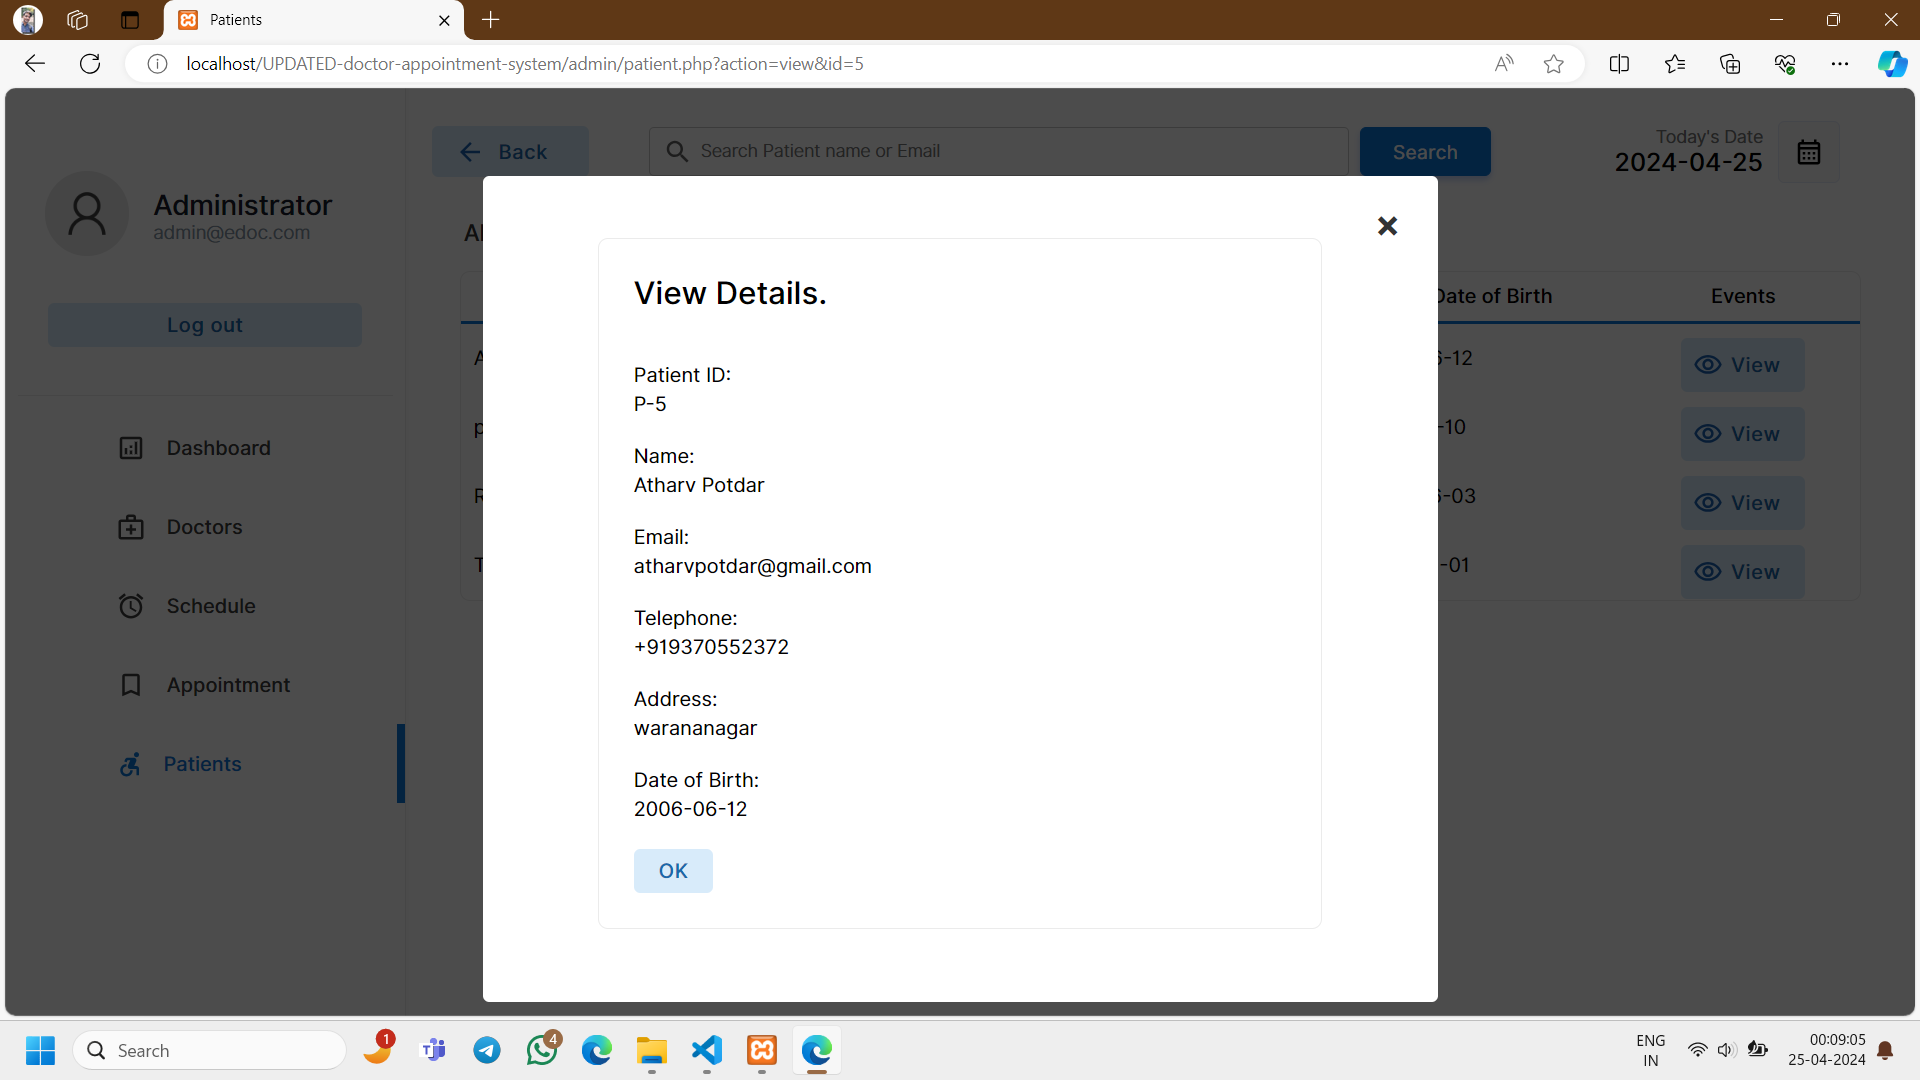 Patients
localhost/UPDATED-doctor-appointment-system/admin/patient.php?action=view&id=5
Back
Search Patient name or Email
Search
Today's Date
2024-04-25
Administrator
admin@edoc.com
Log out
Dashboard
Doctors
Schedule
Appointment
Patients
View Details.
Patient ID:
P-5
Name:
Atharv Potdar
Email:
atharvpotdar@gmail.com
Telephone:
+919370552372
Address:
warananagar
Date of Birth:
2006-06-12
OK
Date of Birth
Events
-12
View
-10
View
-03
View
-01
View
Search
1
4
ENG
IN
00:09:05
25-04-2024